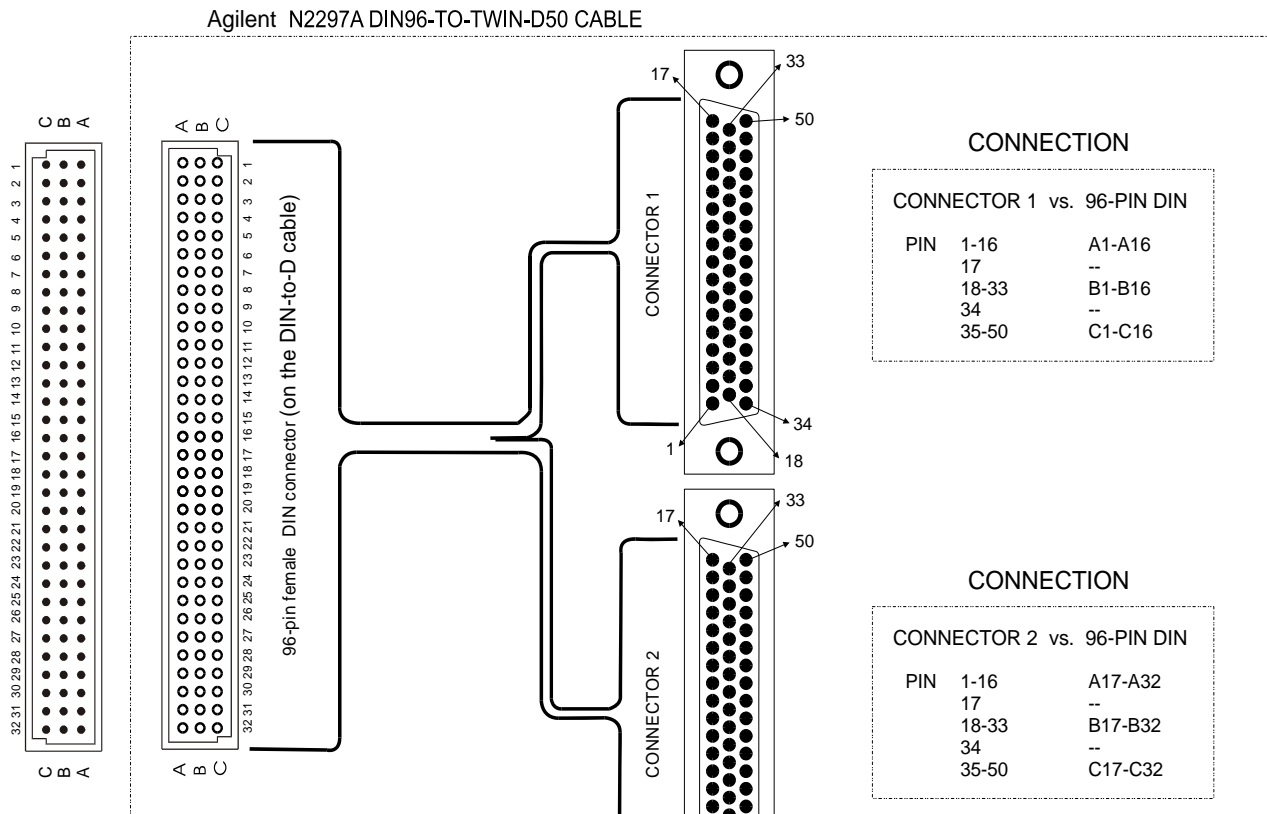 Agilent N2297A DIN96-TO-TWIN-D50 CABLE
C B A
1 2 3 4 5 6 7 8 9 10 11 12 13 14 15 16 17 18 19 20 21 22 23 24 25 26 27 28 29 30 31 32
C B A
A B C
1 2 3 4 5 6 7 8 9 10 11 12 13 14 15 16 17 18 19 20 21 22 23 24 25 26 27 28 29 30 31 32
A B C
96-pin female DIN connector (on the DIN-to-D cable)
CONNECTOR 1
17
33
50
1
18
34
CONNECTOR 2
17
33
50
CONNECTION
CONNECTOR 1 vs. 96-PIN DIN
PIN 1-16 A1-A16
17 --
18-33 B1-B16
34 --
35-50 C1-C16
CONNECTION
CONNECTOR 2 vs. 96-PIN DIN
PIN 1-16 A17-A32
17 --
18-33 B17-B32
34 --
35-50 C17-C32